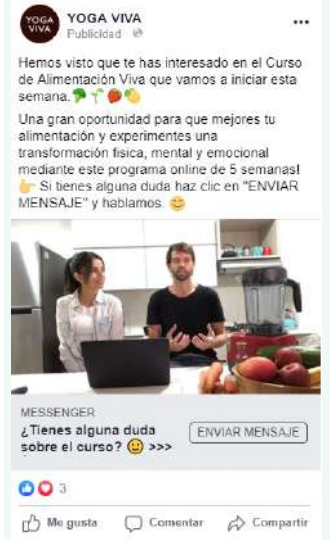 YOGA VIVA
YOGA VIVA
Publicidad
Hemos visto que te has interesado en el Curso
de Alimentación Viva que vamos a iniciar esta
semana.🥦🌱🍓🍋
Una gran oportunidad para que mejores tu
alimentación y experimentes una
transformación física, mental y emocional
mediante este programa online de 5 semanas!
👉 Si tienes alguna duda haz clic en "ENVIAR
MENSAJE" y hablamos. 😊
MESSENGER
¿Tienes alguna duda
sobre el curso? 😃 >>>
ENVIAR MENSAJE
3
Me gusta
Comentar
Compartir